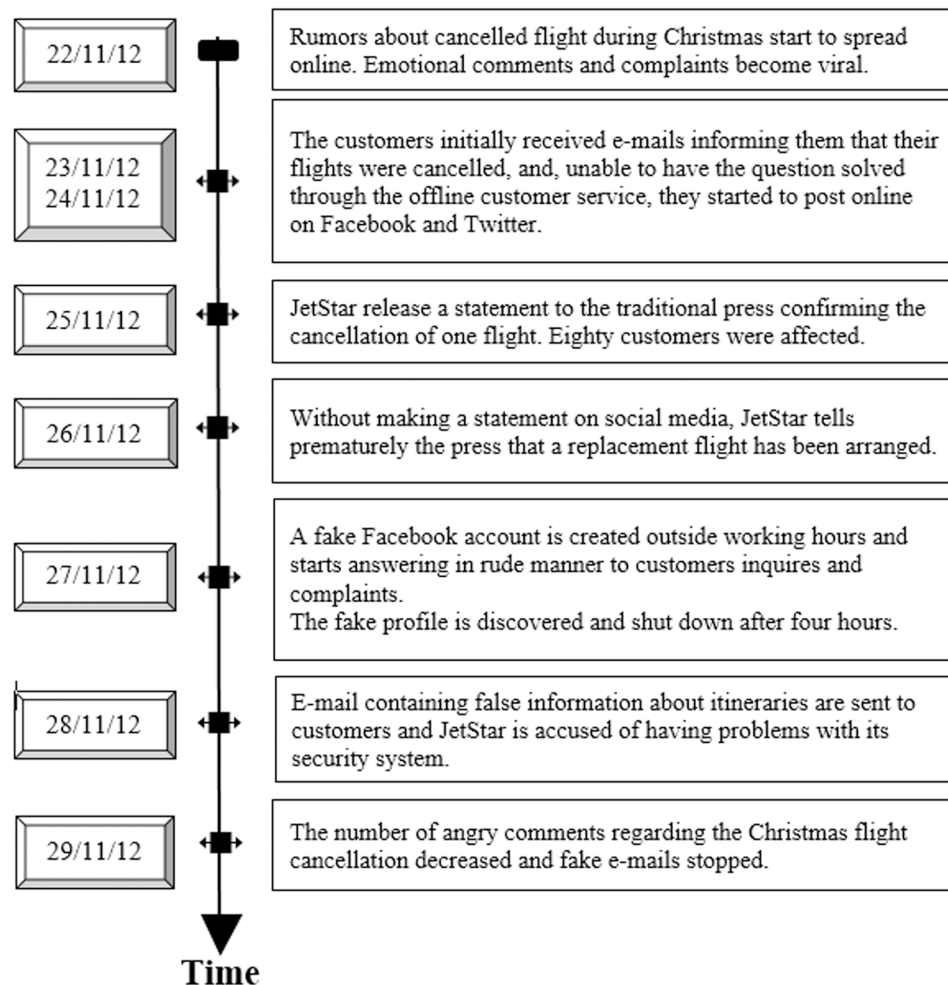 22/11/12
Rumors about cancelled flight during Christmas start to spread
online. Emotional comments and complaints become viral.
23/11/12
24/11/12
The customers initially received e-mails informing them that their
flights were cancelled, and, unable to have the question solved
through the offline customer service, they started to post online
on Facebook and Twitter.
25/11/12
JetStar release a statement to the traditional press confirming the
cancellation of one flight. Eighty customers were affected.
26/11/12
Without making a statement on social media, JetStar tells
prematurely the press that a replacement flight has been arranged.
27/11/12
A fake Facebook account is created outside working hours and
starts answering in rude manner to customers inquires and
complaints.
The fake profile is discovered and shut down after four hours.
28/11/12
E-mail containing false information about itineraries are sent to
customers and JetStar is accused of having problems with its
security system.
29/11/12
The number of angry comments regarding the Christmas flight
cancellation decreased and fake e-mails stopped.
Time